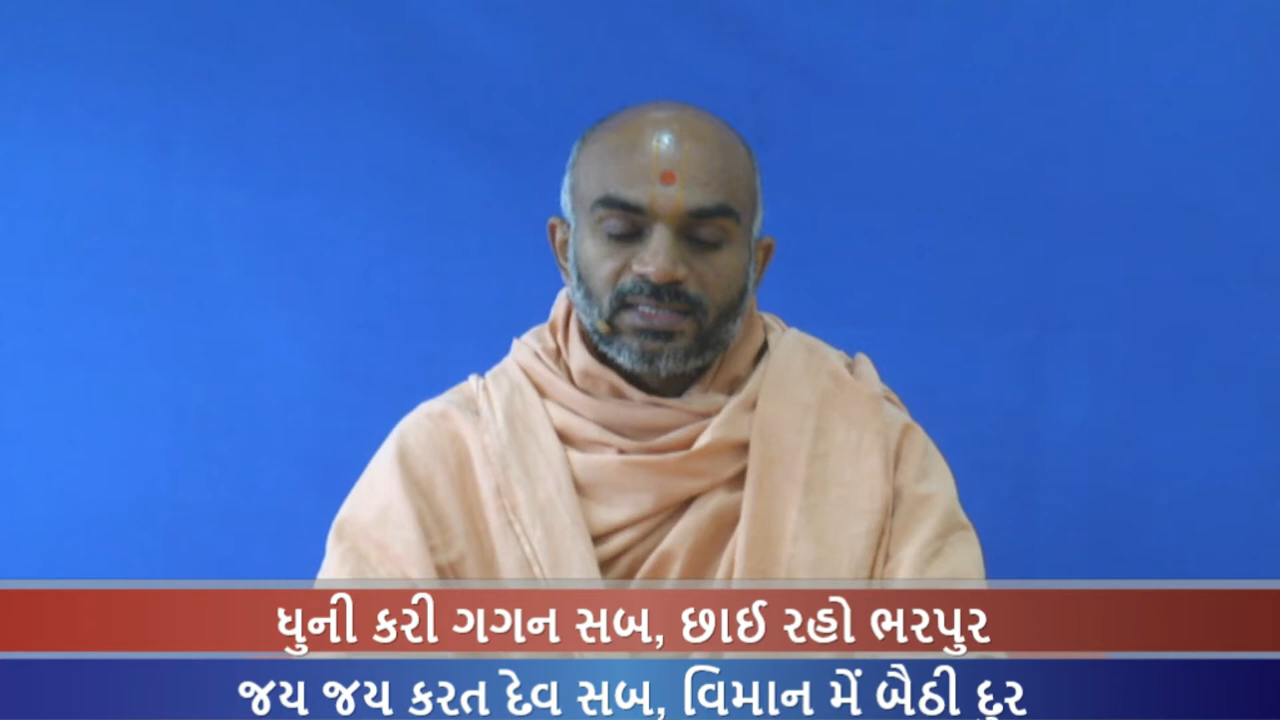 ધુની કરી ગગન સબ, છાઈ રહો ભરપુર
જય જય કરત દેવ સબ, વિમાન મેં બૈઠી દુર